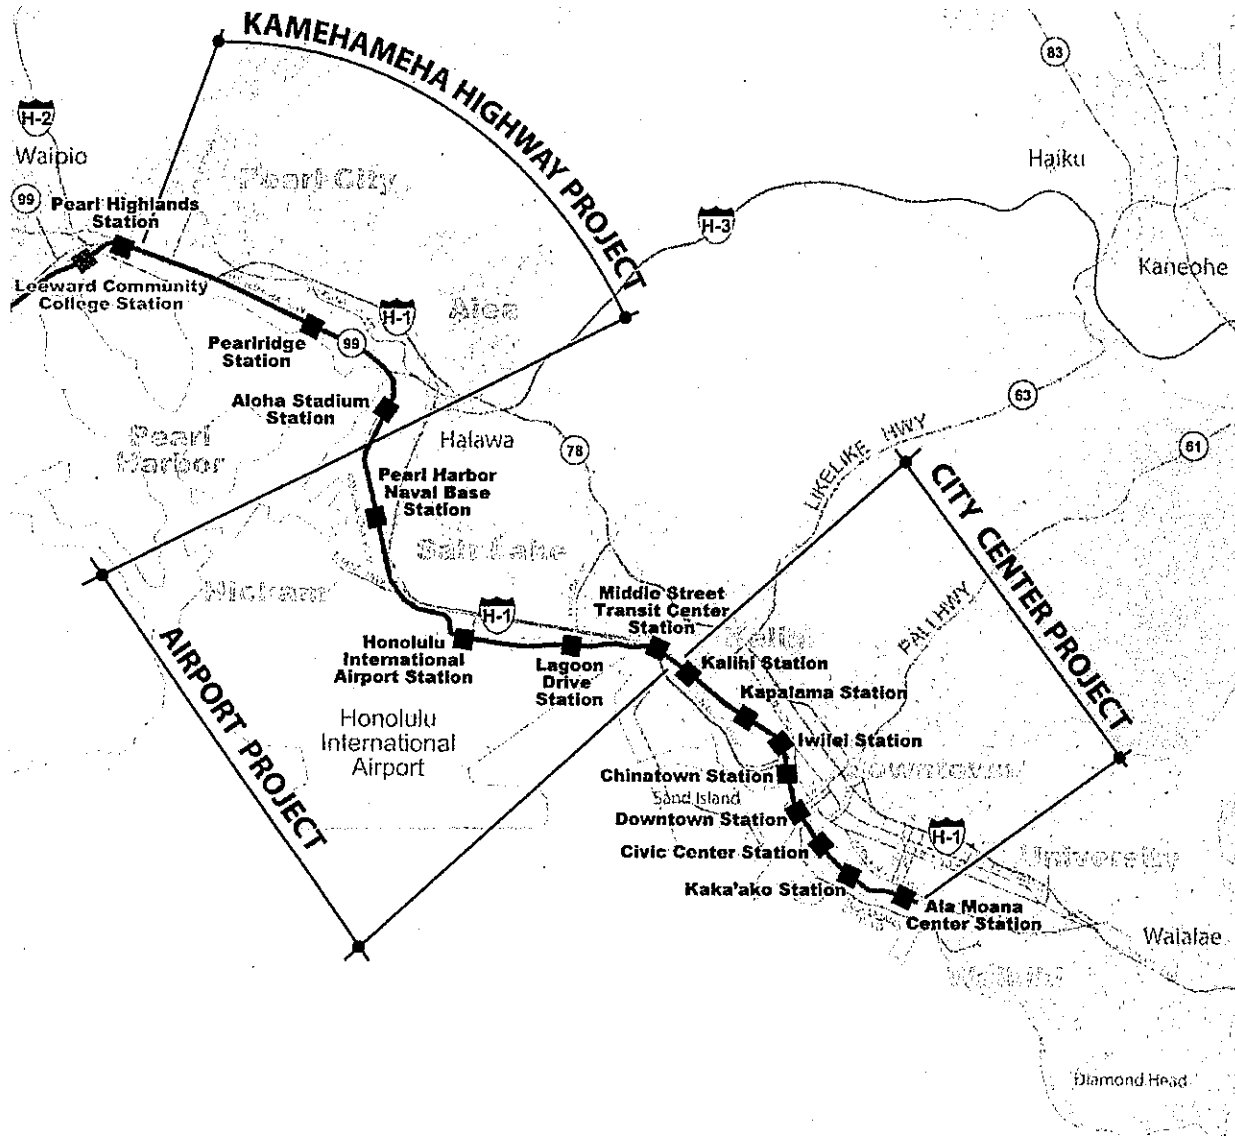 KAMEHAMEHA HIGHWAY PROJECT
83
H-2
Waipio
Haiku
Pearl City
99
Pearl Highlands
Station
H-3
Kaneohe
Leeward Community
College Station
Aiea
H-1
Pearlridge
Station
99
63
Aloha Stadium
Station
Halawa
78
LIKELIKE HWY
61
Pearl
Harbor
Pearl Harbor
Naval Base
Station
CITY CENTER PROJECT
Salt Lake
Hickam
Middle Street
Transit Center
Station
H-1
PALI HWY
AIRPORT PROJECT
Honolulu
International
Airport Station
Lagoon
Drive
Station
Kalihi
Kalihi Station
Kapalama Station
Honolulu
International
Airport
Iwilei Station
Downtown
Chinatown Station
Sand Island
Downtown Station
H-1
Civic Center Station
University
Kaka'ako Station
Ala Moana
Center Station
Waialae
Waikiki
Diamond Head